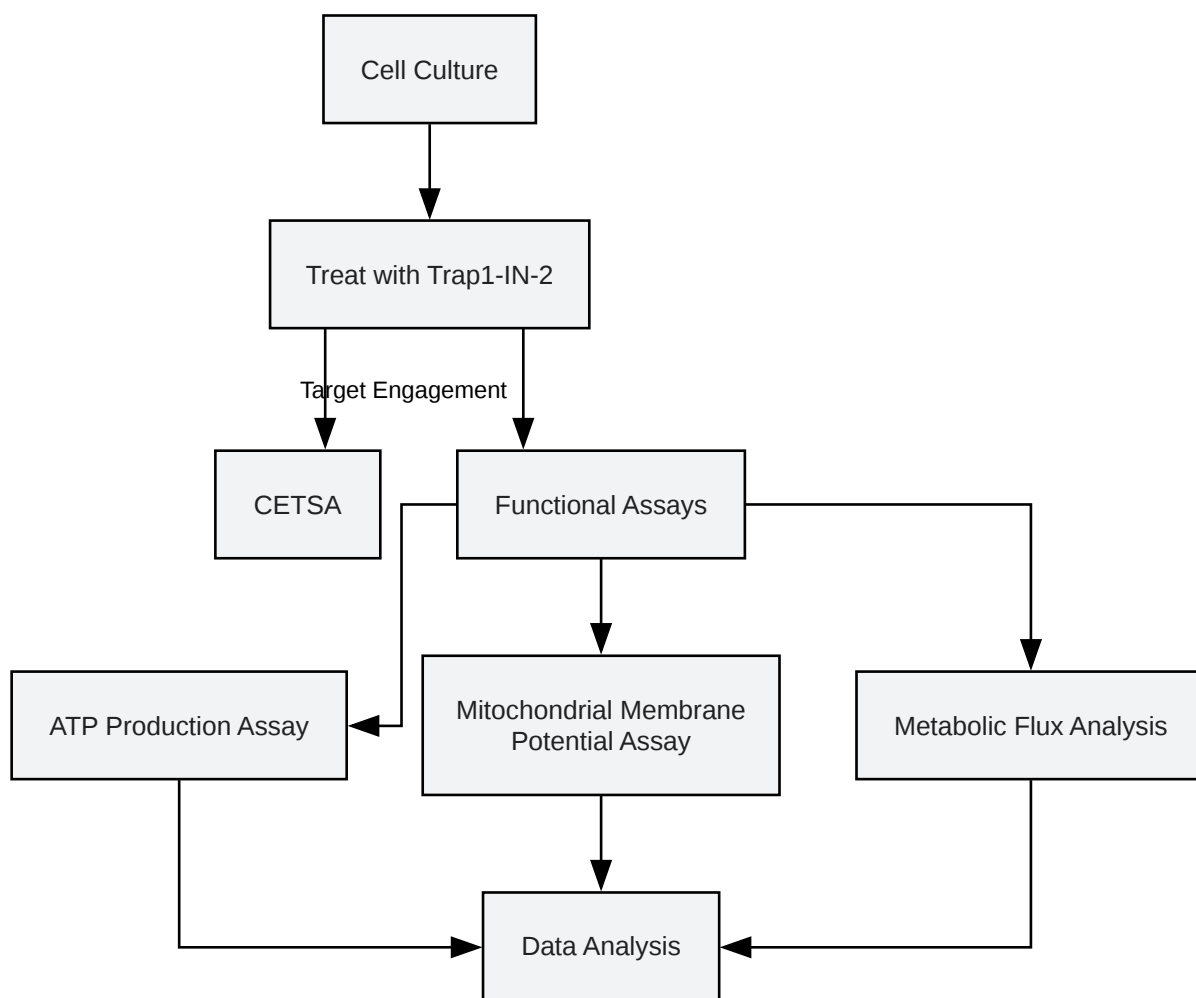 Cell Culture
Treat with Trap1-IN-2
Target Engagement
CETSA
Functional Assays
ATP Production Assay
Mitochondrial Membrane
Potential Assay
Metabolic Flux Analysis
Data Analysis